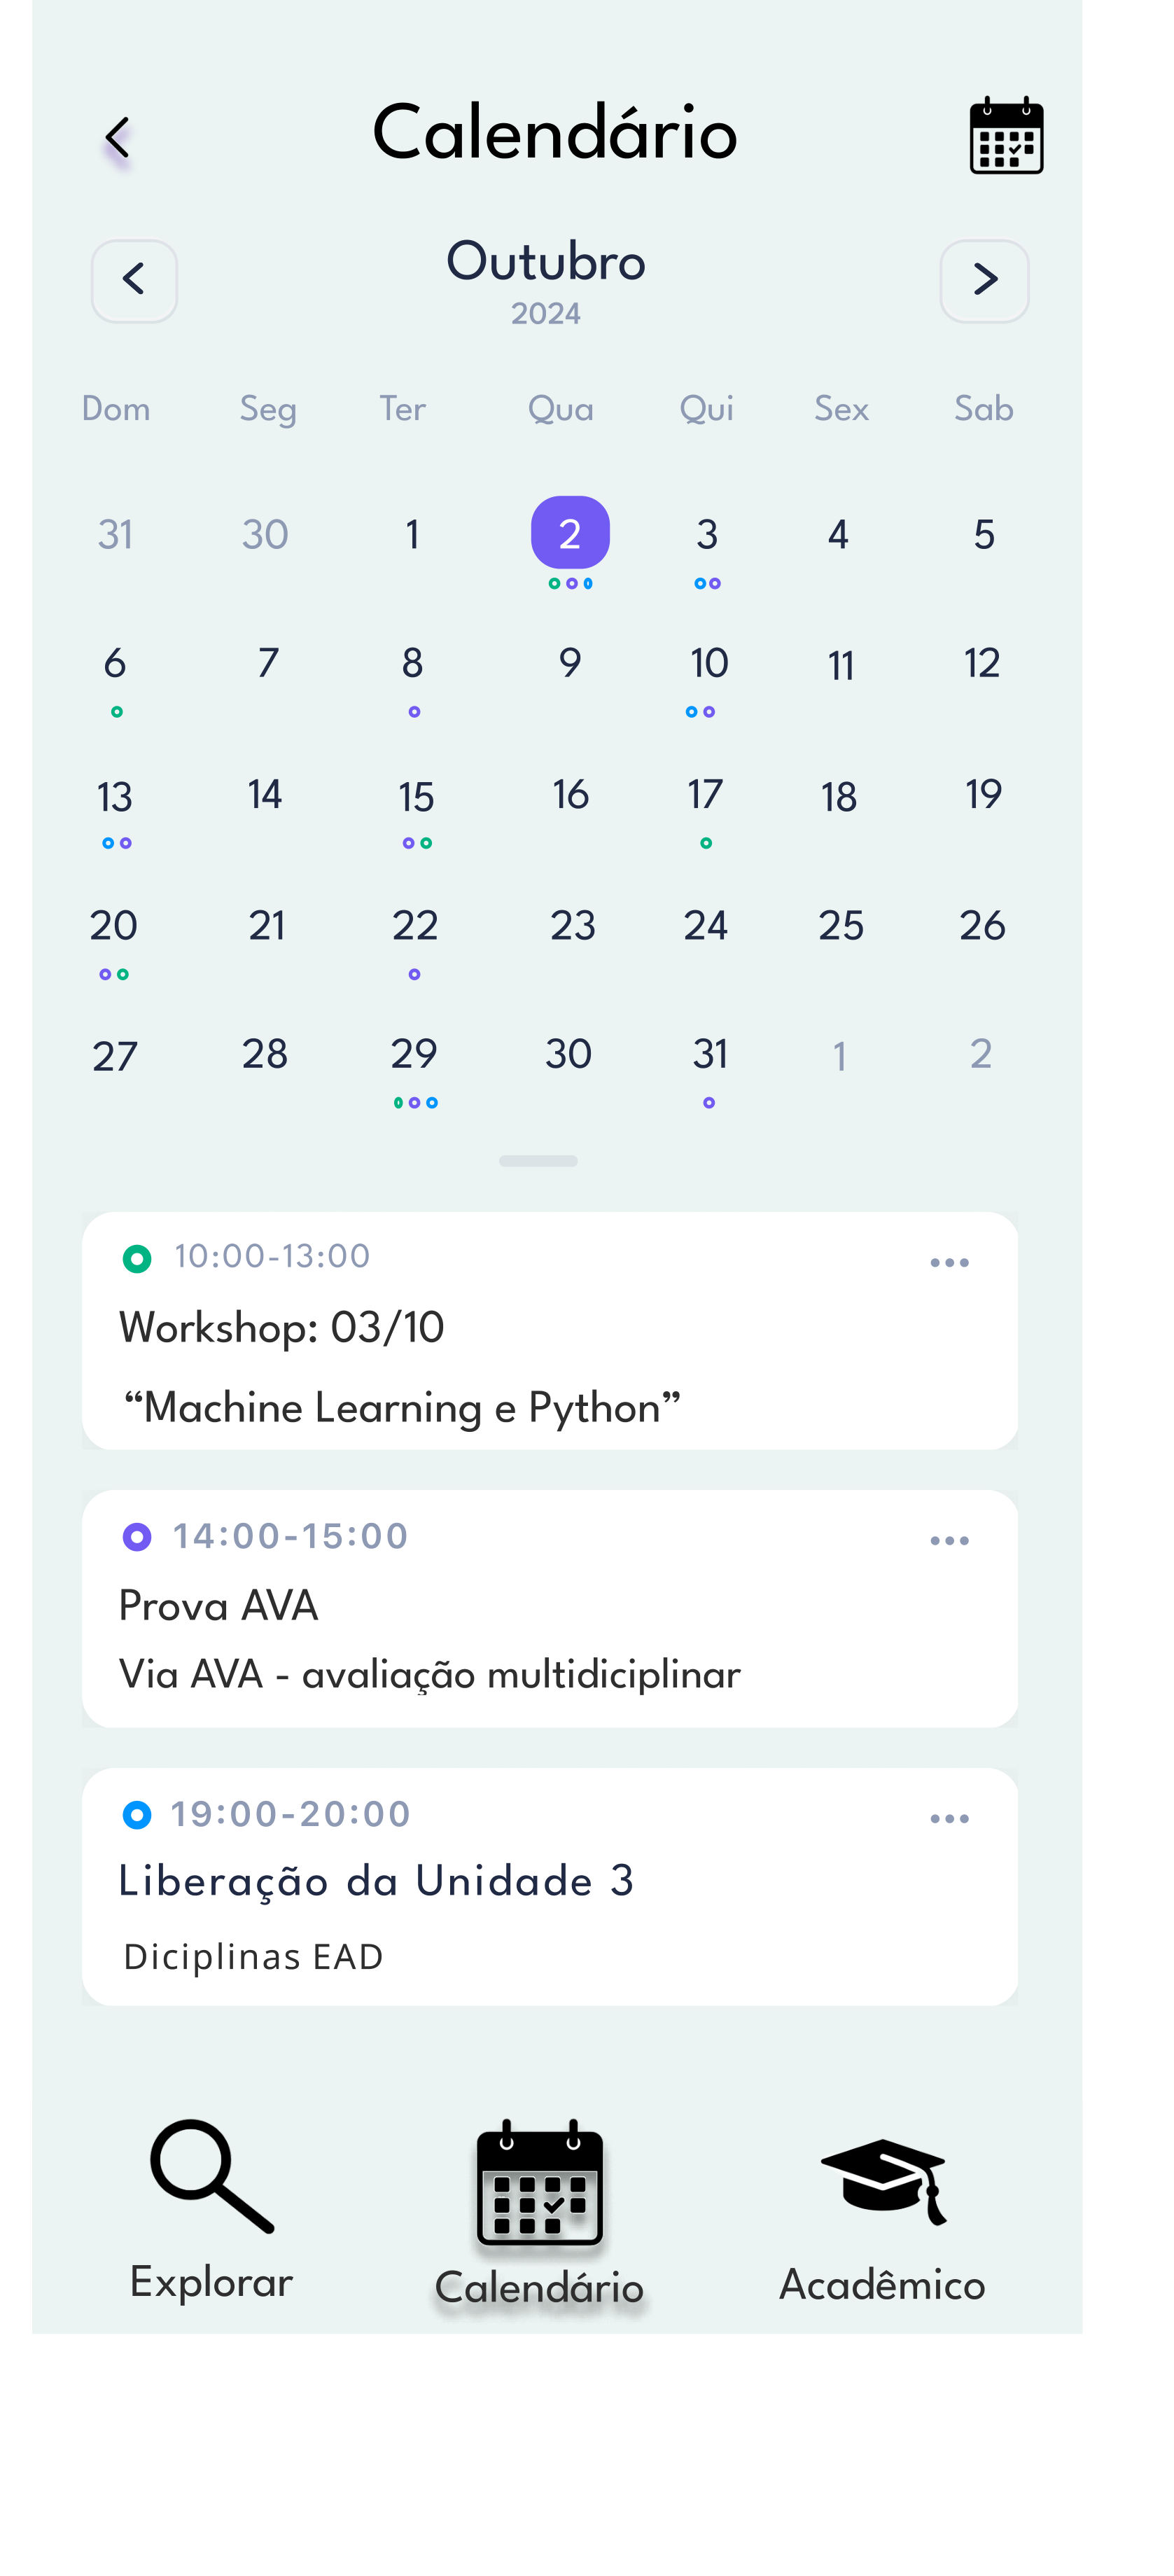 Calendário
Outubro
2024
Dom Seg Ter Qua Qui Sex Sab
31 30 1 2 3 4 5
6 7 8 9 10 11 12
13 14 15 16 17 18 19
20 21 22 23 24 25 26
27 28 29 30 31 1 2
10:00-13:00
Workshop: 03/10
“Machine Learning e Python”
14:00-15:00
Prova AVA
Via AVA - avaliação multidiciplinar
19:00-20:00
Liberação da Unidade 3
Diciplinas EAD
Explorar Calendário Acadêmico